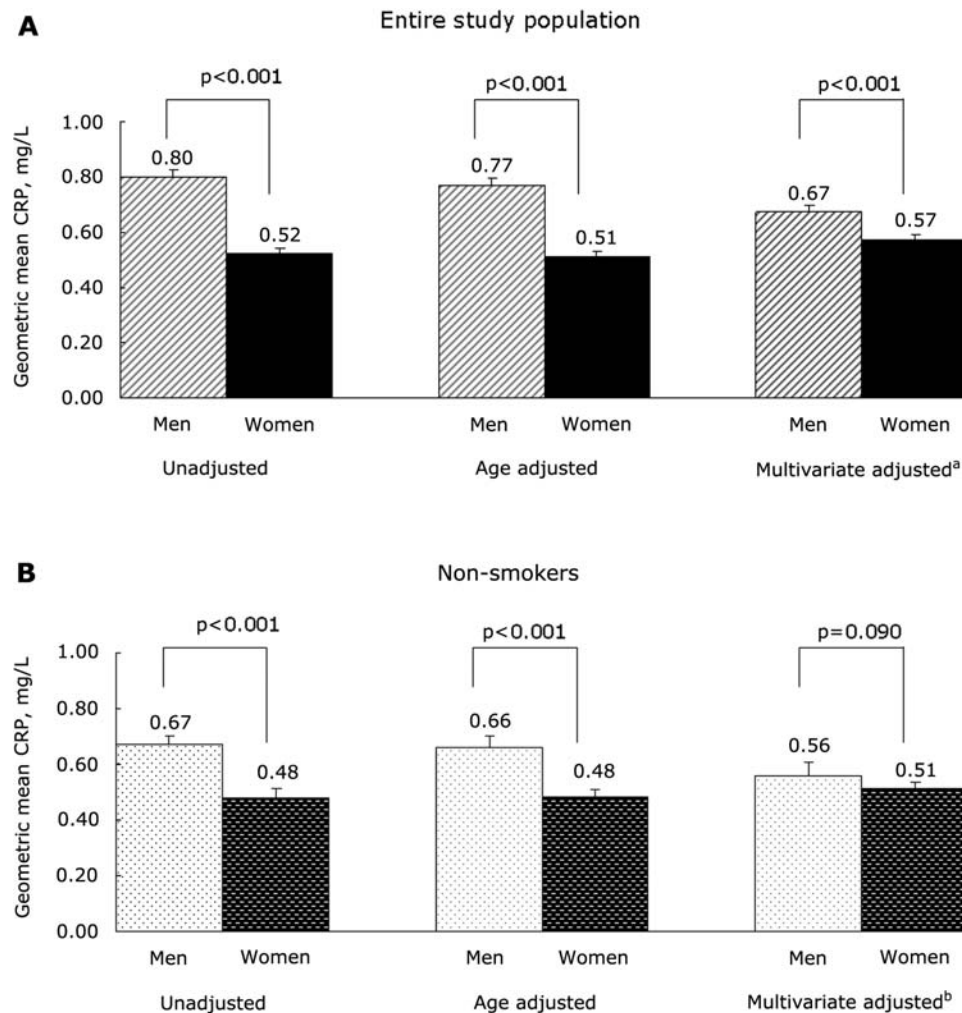 A
Entire study population
p<0.001
p<0.001
p<0.001
Geometric mean CRP, mg/L
1.00
0.80
0.60
0.40
0.20
0.00
0.80
0.52
0.77
0.51
0.67
0.57
Men Women Men Women Men Women
Unadjusted Age adjusted Multivariate adjustedᵃ
B
Non-smokers
p<0.001
p<0.001
p=0.090
Geometric mean CRP, mg/L
1.00
0.80
0.60
0.40
0.20
0.00
0.67
0.48
0.66
0.48
0.56
0.51
Men Women Men Women Men Women
Unadjusted Age adjusted Multivariate adjustedᵇ